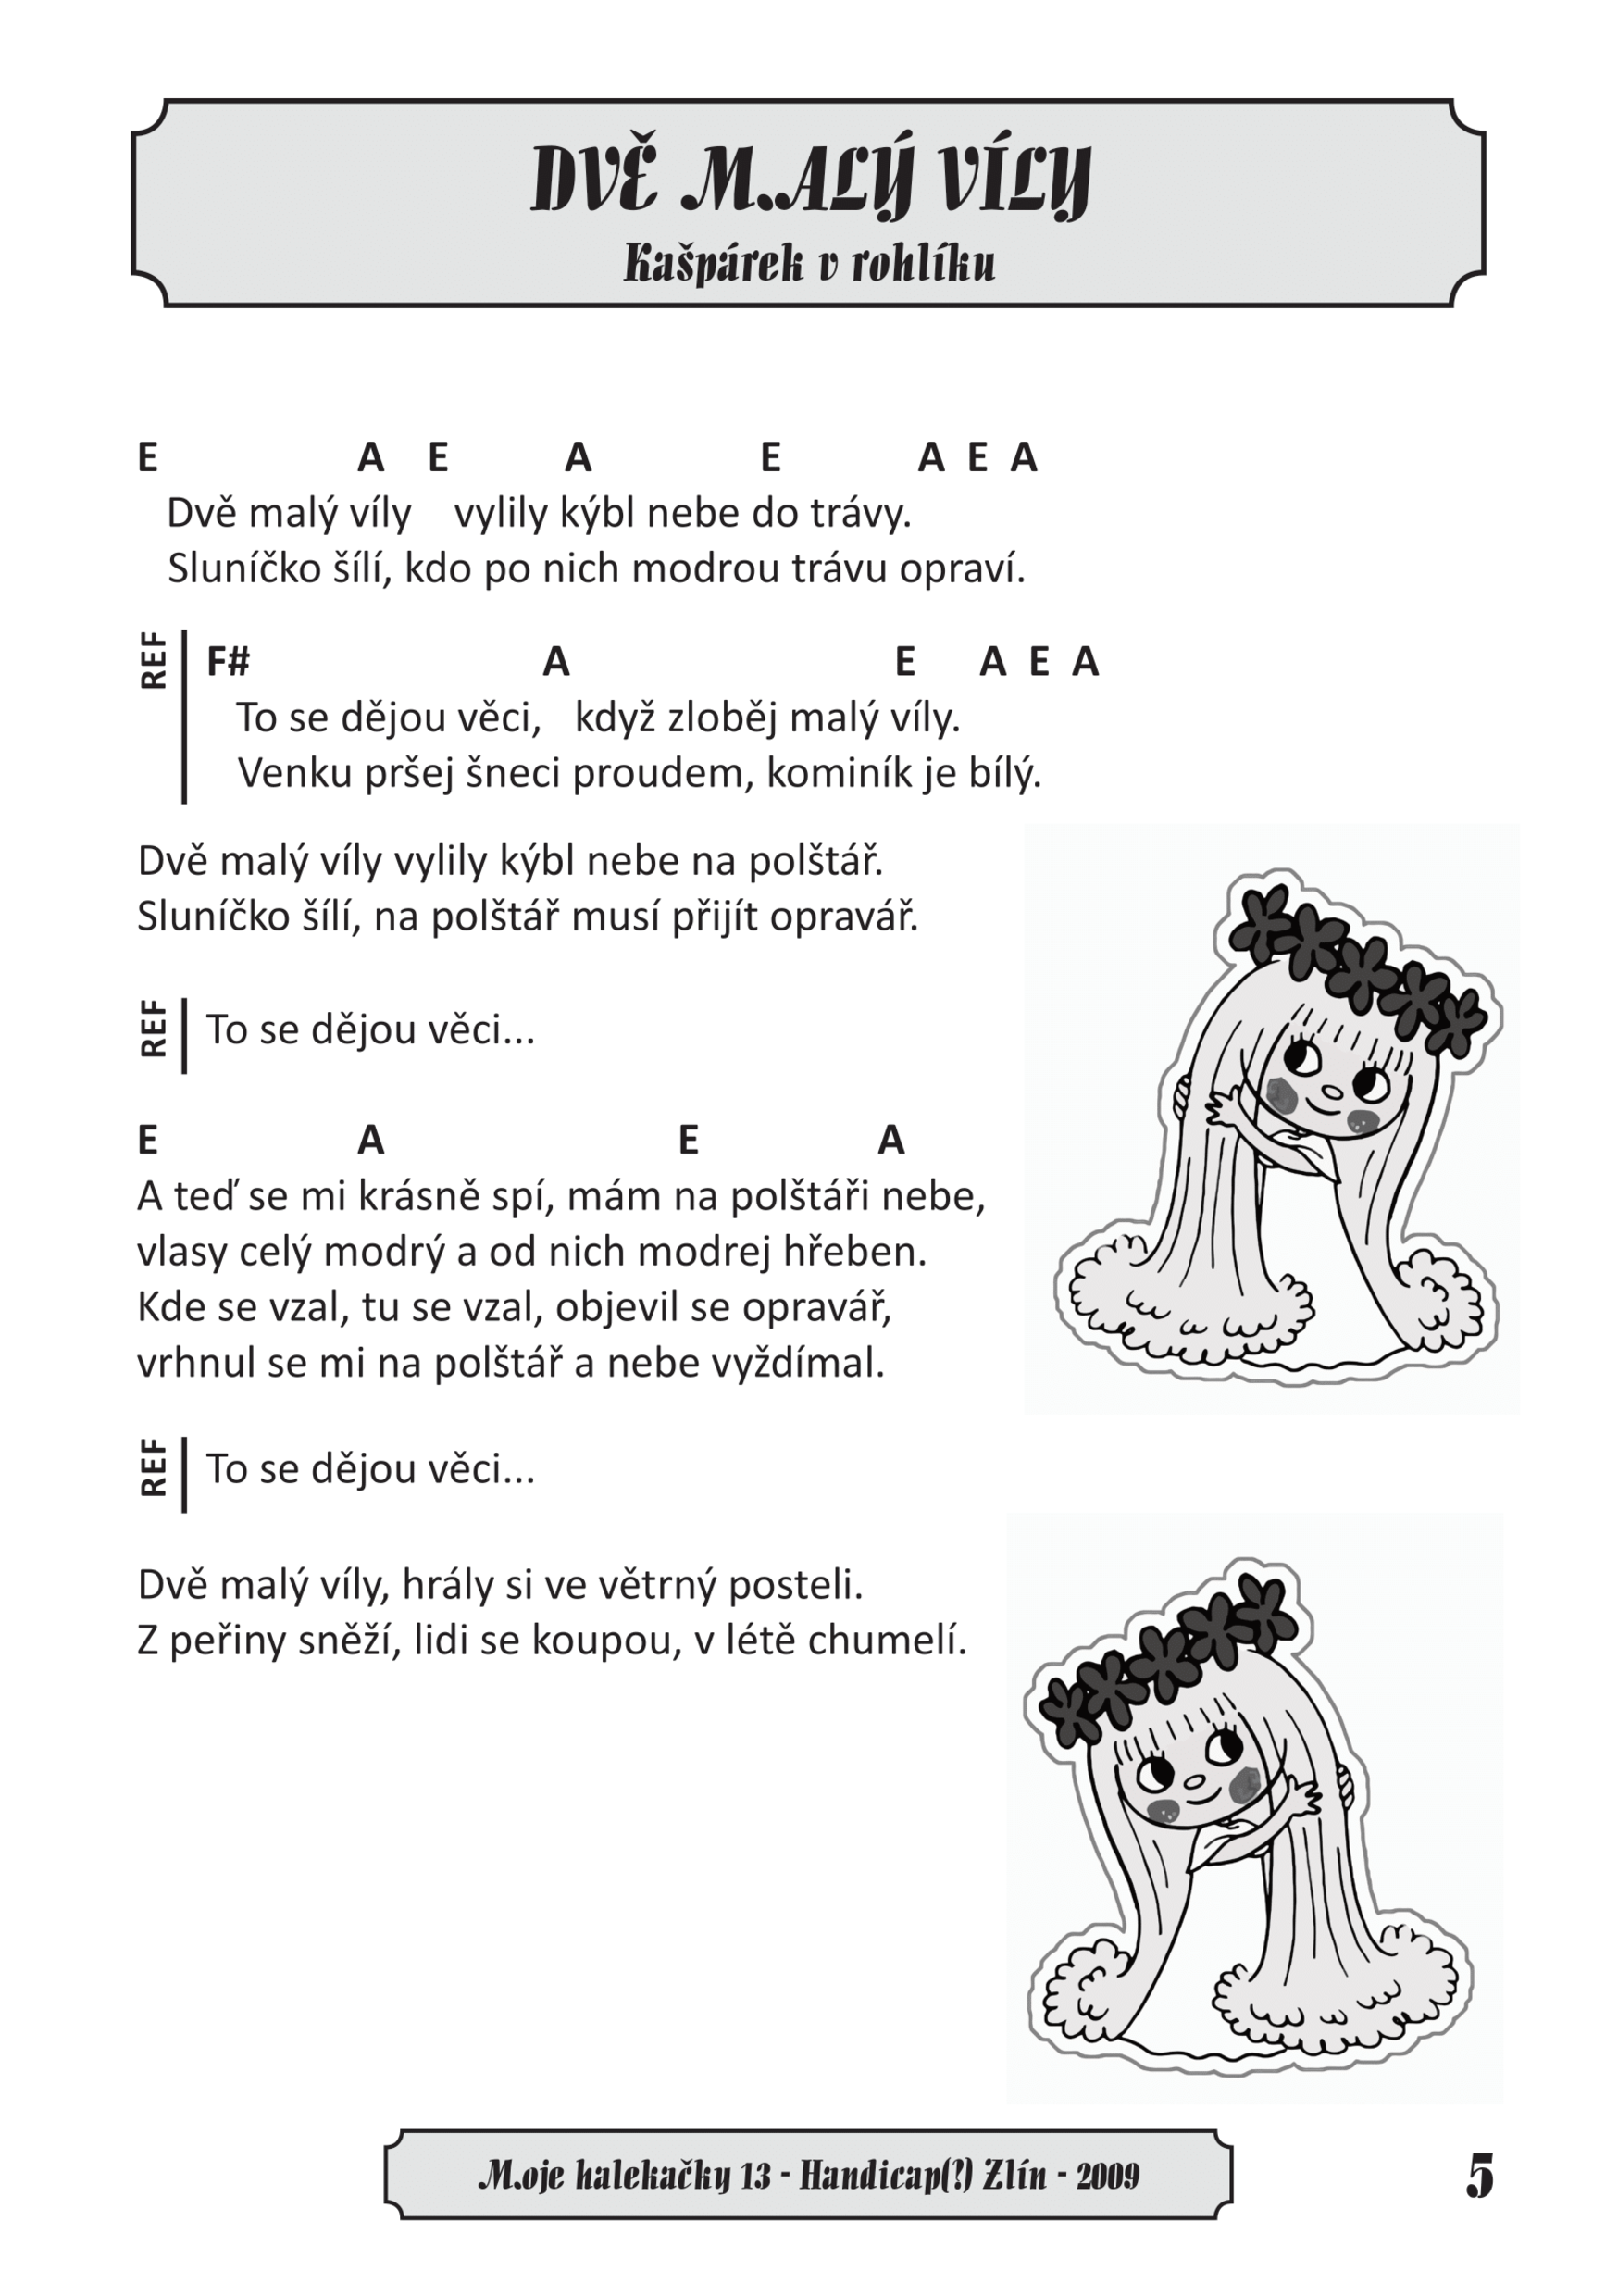 DVĚ MALÝ VÍLY
Kašpárek v rohlíku
E A E A E A E A
Dvě malý víly vylily kýbl nebe do trávy.
Sluníčko šílí, kdo po nich modrou trávu opraví.
REF
F# A E A E A
To se dějou věci, když zloběj malý víly.
Venku pršej šneci proudem, kominík je bílý.
Dvě malý víly vylily kýbl nebe na polštář.
Sluníčko šílí, na polštář musí přijít opravář.
REF To se dějou věci...
E A E A
A teď se mi krásně spí, mám na polštáři nebe,
vlasy celý modrý a od nich modrej hřeben.
Kde se vzal, tu se vzal, objevil se opravář,
vrhnul se mi na polštář a nebe vyždímal.
REF To se dějou věci...
Dvě malý víly, hrály si ve větrný posteli.
Z peřiny sněží, lidi se koupou, v létě chumelí.
Moje halekačky 13 - Handicap(?) Zlín - 2009
5